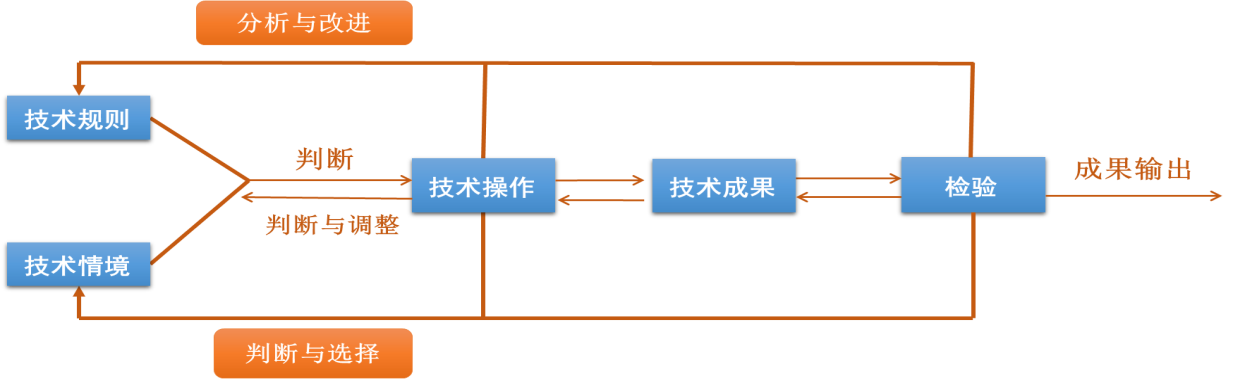 分析与改进
技术规则
判断
技术操作
技术成果
检验
成果输出
判断与调整
技术情境
判断与选择